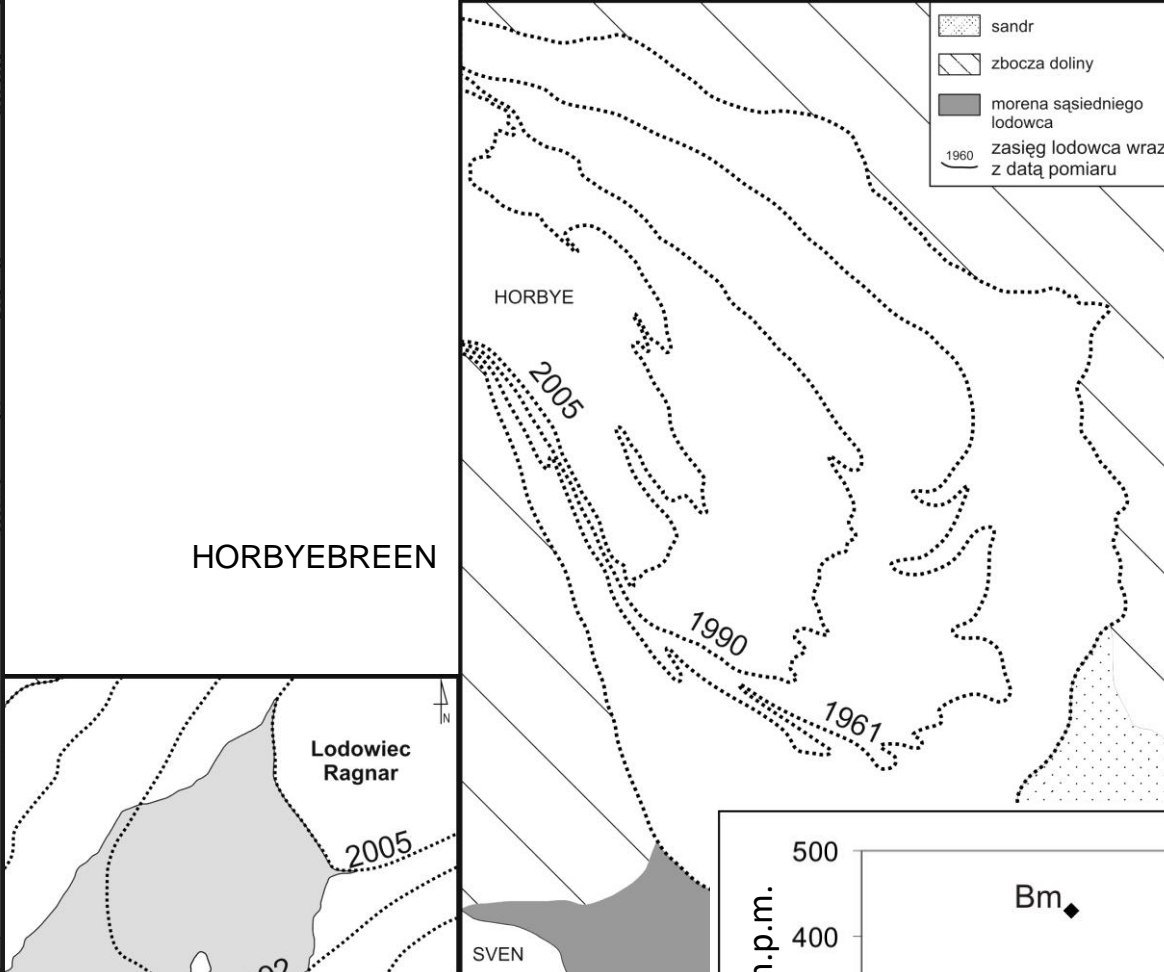 sandr
zbocza doliny
morena sąsiedniego
lodowca
1960
zasięg lodowca wraz
z datą pomiaru
HORBYE
2005
HORBYEBREEN
1990
1961
N
Lodowiec
Ragnar
2005
SVEN
500
Bm
400